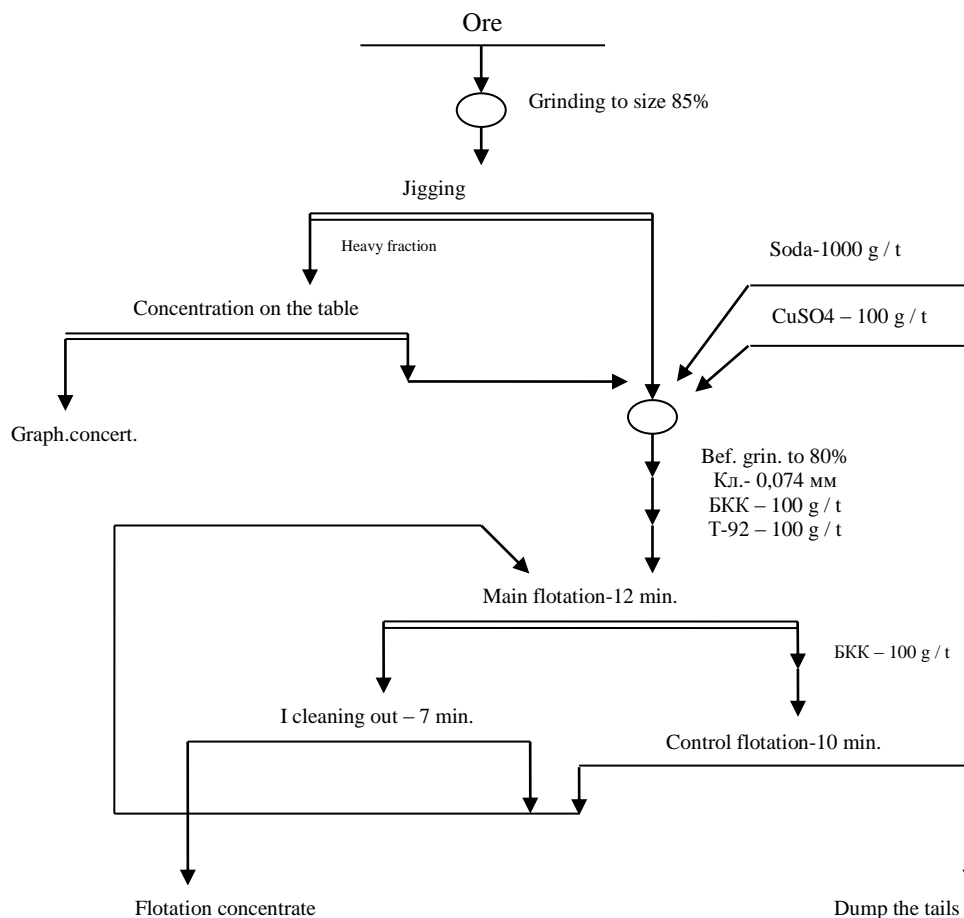 Ore
Grinding to size 85%
Jigging
Heavy fraction
Soda-1000 g / t
Concentration on the table
CuSO4 – 100 g / t
Graph.concert.
Bef. grin. to 80%
Кл.- 0,074 мм
БКК – 100 g / t
Т-92 – 100 g / t
Main flotation-12 min.
БКК – 100 g / t
I cleaning out – 7 min.
Control flotation-10 min.
Flotation concentrate
Dump the tails